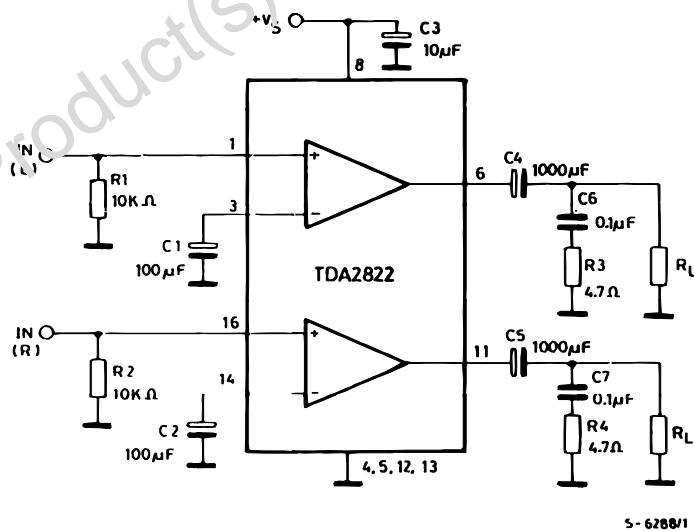 roduct(s)
+VS
C3
10µF
8
IN
(L)
1
R1
10KΩ
3
C1
100µF
6
C4
1000µF
C6
0.1µF
R3
4.7Ω
RL
TDA2822
IN
(R)
16
R2
10KΩ
14
C2
100µF
11
C5
1000µF
C7
0.1µF
R4
4.7Ω
RL
4, 5, 12, 13
S-6288/1